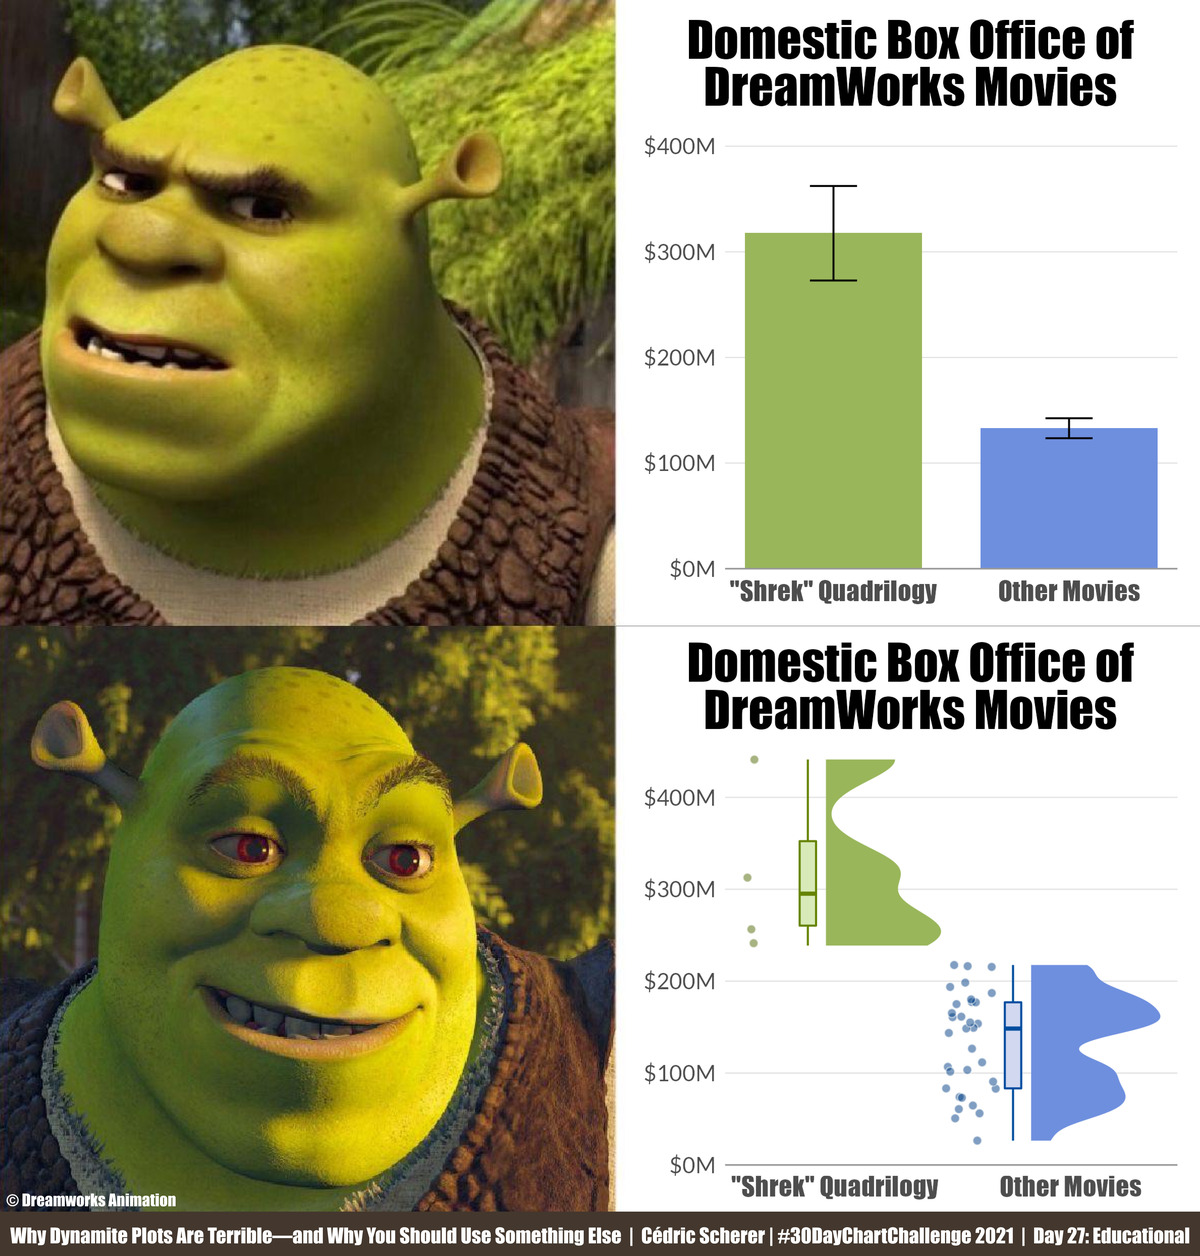 Domestic Box Office of
DreamWorks Movies
$400M
$300M
$200M
$100M
$0M
"Shrek" Quadrilogy
Other Movies
Domestic Box Office of
DreamWorks Movies
$400M
$300M
$200M
$100M
$0M
"Shrek" Quadrilogy
Other Movies
© Dreamworks Animation
Why Dynamite Plots Are Terrible—and Why You Should Use Something Else | Cédric Scherer | #30DayChartChallenge 2021 | Day 27: Educational